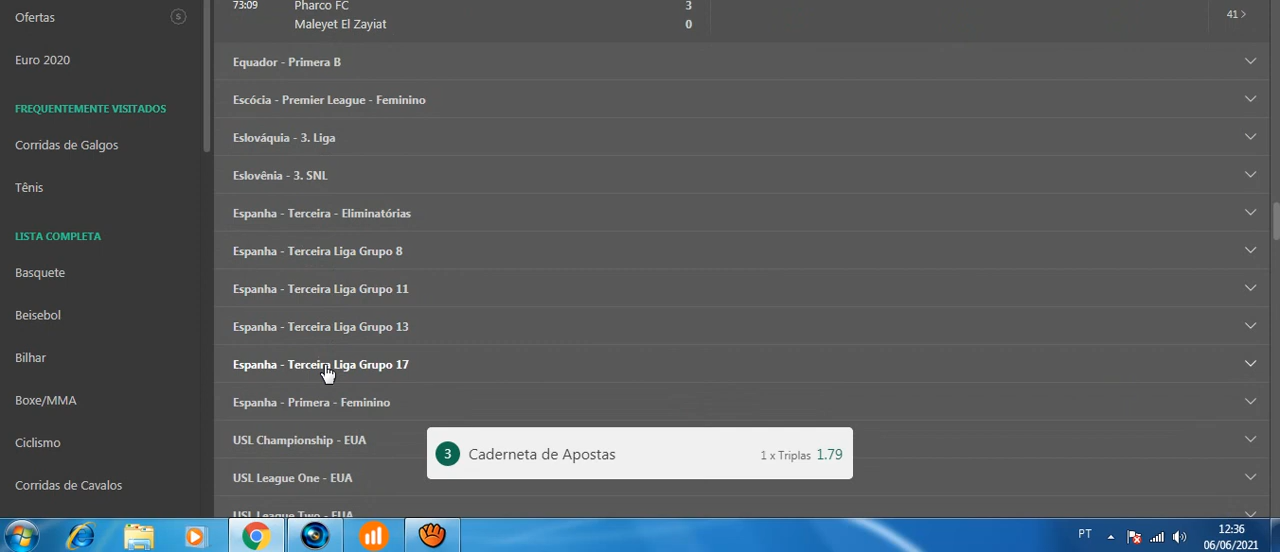 Ofertas
S
Euro 2020
FREQUENTEMENTE VISITADOS
Corridas de Galgos
Tênis
LISTA COMPLETA
Basquete
Beisebol
Bilhar
Boxe/MMA
Ciclismo
Corridas de Cavalos
73:09 Pharco FC 3
Maleyet El Zayiat 0
41
Equador - Primera B
Escócia - Premier League - Feminino
Eslováquia - 3. Liga
Eslovênia - 3. SNL
Espanha - Terceira - Eliminatórias
Espanha - Terceira Liga Grupo 8
Espanha - Terceira Liga Grupo 11
Espanha - Terceira Liga Grupo 13
Espanha - Terceira Liga Grupo 17
Espanha - Primera - Feminino
USL Championship - EUA
3 Caderneta de Apostas 1 x Triplas 1.79
USL League One - EUA
USL League Two - EUA
PT
12:36
06/06/2021